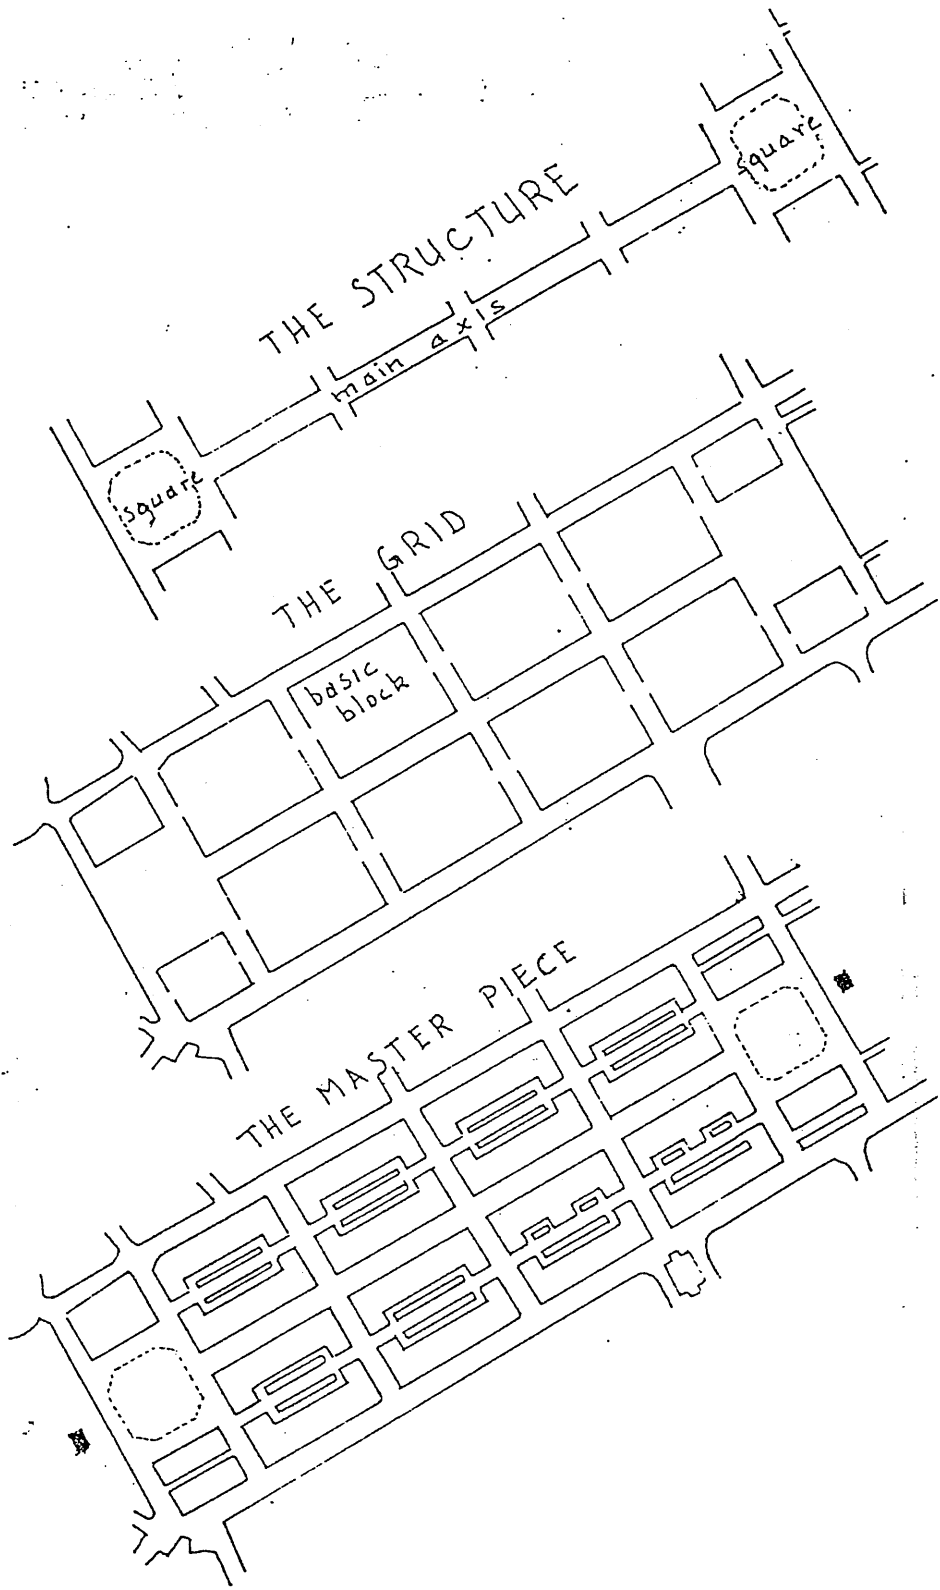 square
THE STRUCTURE
main axis
square
THE GRID
basic
block
THE MASTER PIECE